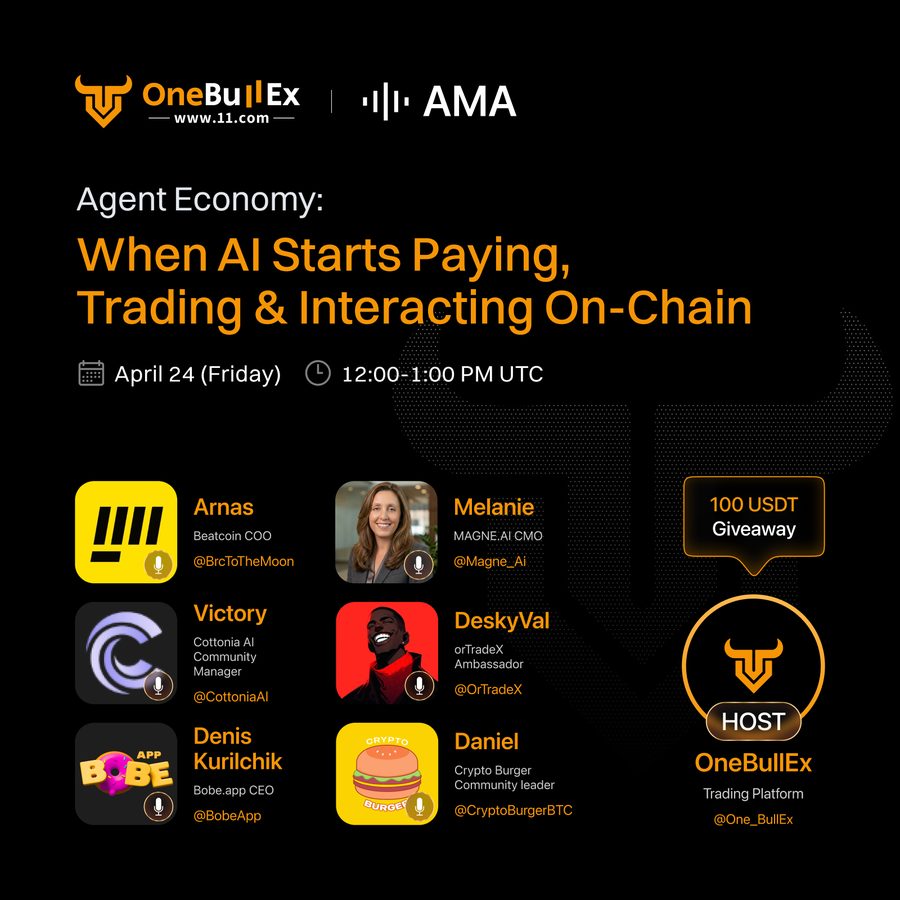 OneBullEx
www.11.com
AMA
Agent Economy:
When AI Starts Paying,
Trading & Interacting On-Chain
April 24 (Friday)
12:00-1:00 PM UTC
Arnas
Beatcoin COO
@BrcToTheMoon
Melanie
MAGNE.AI CMO
@Magne_Ai
Victory
Cottonia AI
Community
Manager
@CottoniaAI
DeskyVal
orTradeX
Ambassador
@OrTradeX
APP
BOBE
Denis
Kurilchik
Bobe.app CEO
@BobeApp
CRYPTO
BURGER
Daniel
Crypto Burger
Community leader
@CryptoBurgerBTC
100 USDT
Giveaway
HOST
OneBullEx
Trading Platform
@One_BullEx